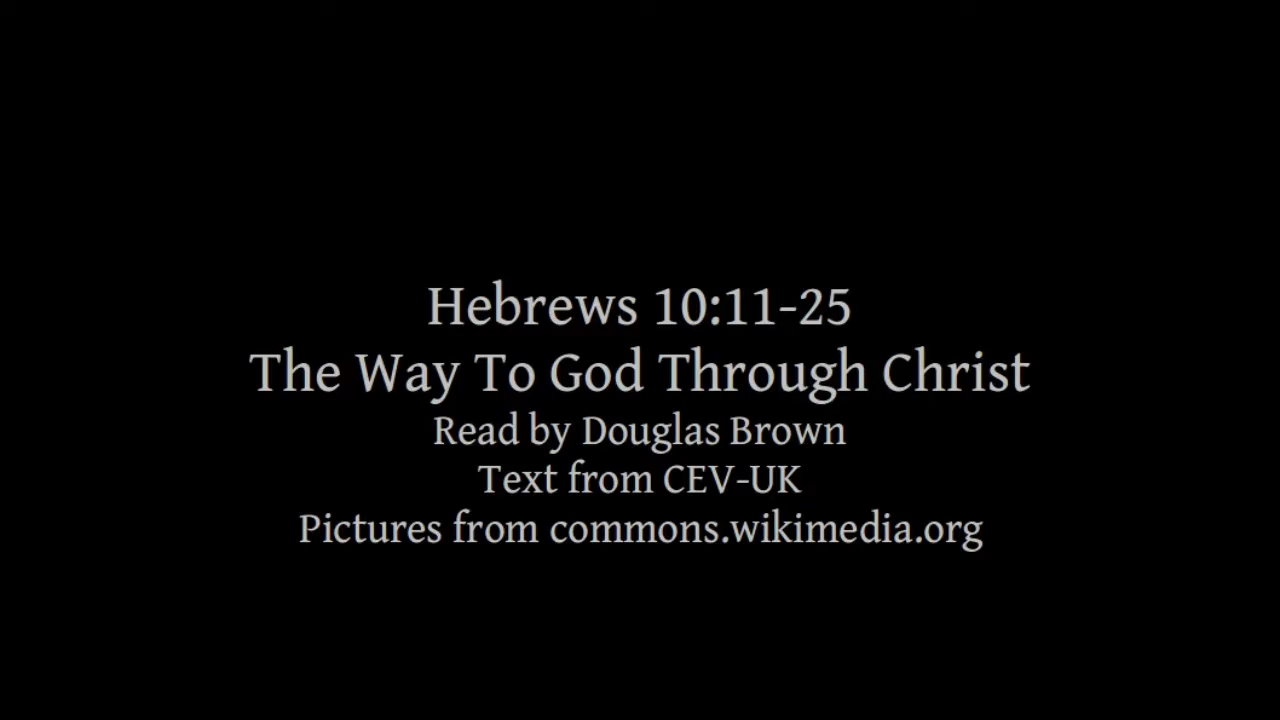 Hebrews 10:11-25
The Way To God Through Christ
Read by Douglas Brown
Text from CEV-UK
Pictures from commons.wikimedia.org